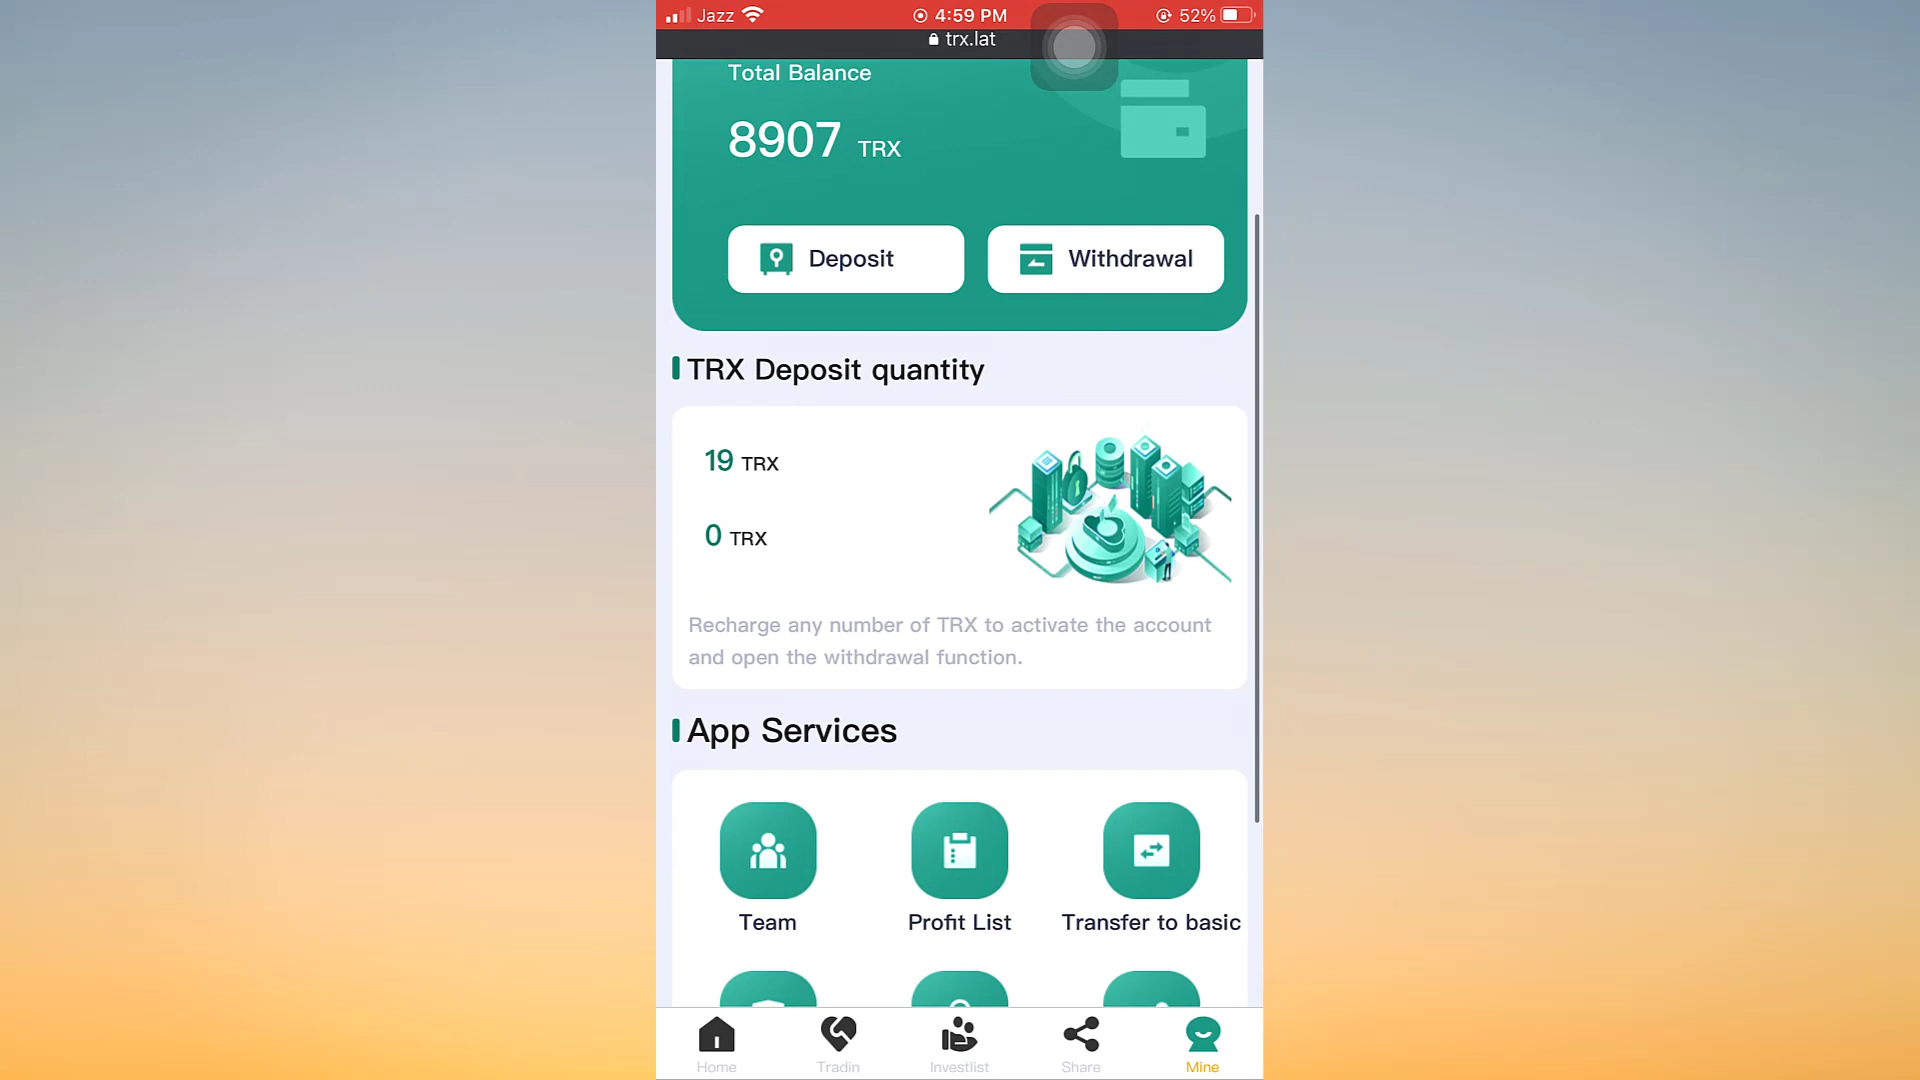 Jazz 4:59 PM 52%
trx.lat
Total Balance
8907 TRX
Deposit Withdrawal
TRX Deposit quantity
19 TRX
0 TRX
Recharge any number of TRX to activate the account
and open the withdrawal function.
App Services
Team Profit List Transfer to basic
Home Tradin Investlist Share Mine